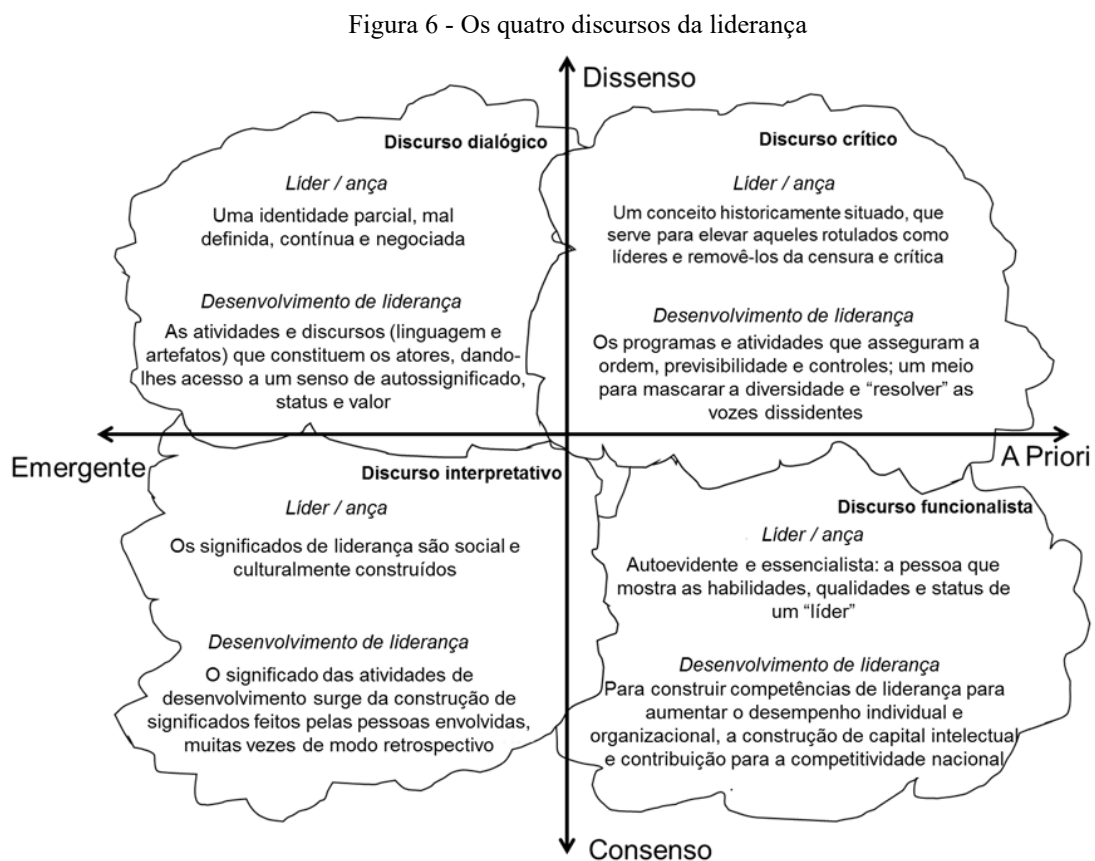 Figura 6 - Os quatro discursos da liderança
Dissenso
Discurso dialógico
Líder / ança
Uma identidade parcial, mal
definida, contínua e negociada
Desenvolvimento de liderança
As atividades e discursos (linguagem e
artefatos) que constituem os atores, dando-
lhes acesso a um senso de autossignificado,
status e valor
Discurso crítico
Líder / ança
Um conceito historicamente situado, que
serve para elevar aqueles rotulados como
líderes e removê-los da censura e crítica
Desenvolvimento de liderança
Os programas e atividades que asseguram a
ordem, previsibilidade e controles; um meio
para mascarar a diversidade e “resolver” as
vozes dissidentes
Emergente
A Priori
Discurso interpretativo
Líder / ança
Os significados de liderança são social e
culturalmente construídos
Desenvolvimento de liderança
O significado das atividades de
desenvolvimento surge da construção de
significados feitos pelas pessoas envolvidas,
muitas vezes de modo retrospectivo
Discurso funcionalista
Líder / ança
Autoevidente e essencialista: a pessoa que
mostra as habilidades, qualidades e status de
um “líder”
Desenvolvimento de liderança
Para construir competências de liderança para
aumentar o desempenho individual e
organizacional, a construção de capital intelectual
e contribuição para a competitividade nacional
Consenso